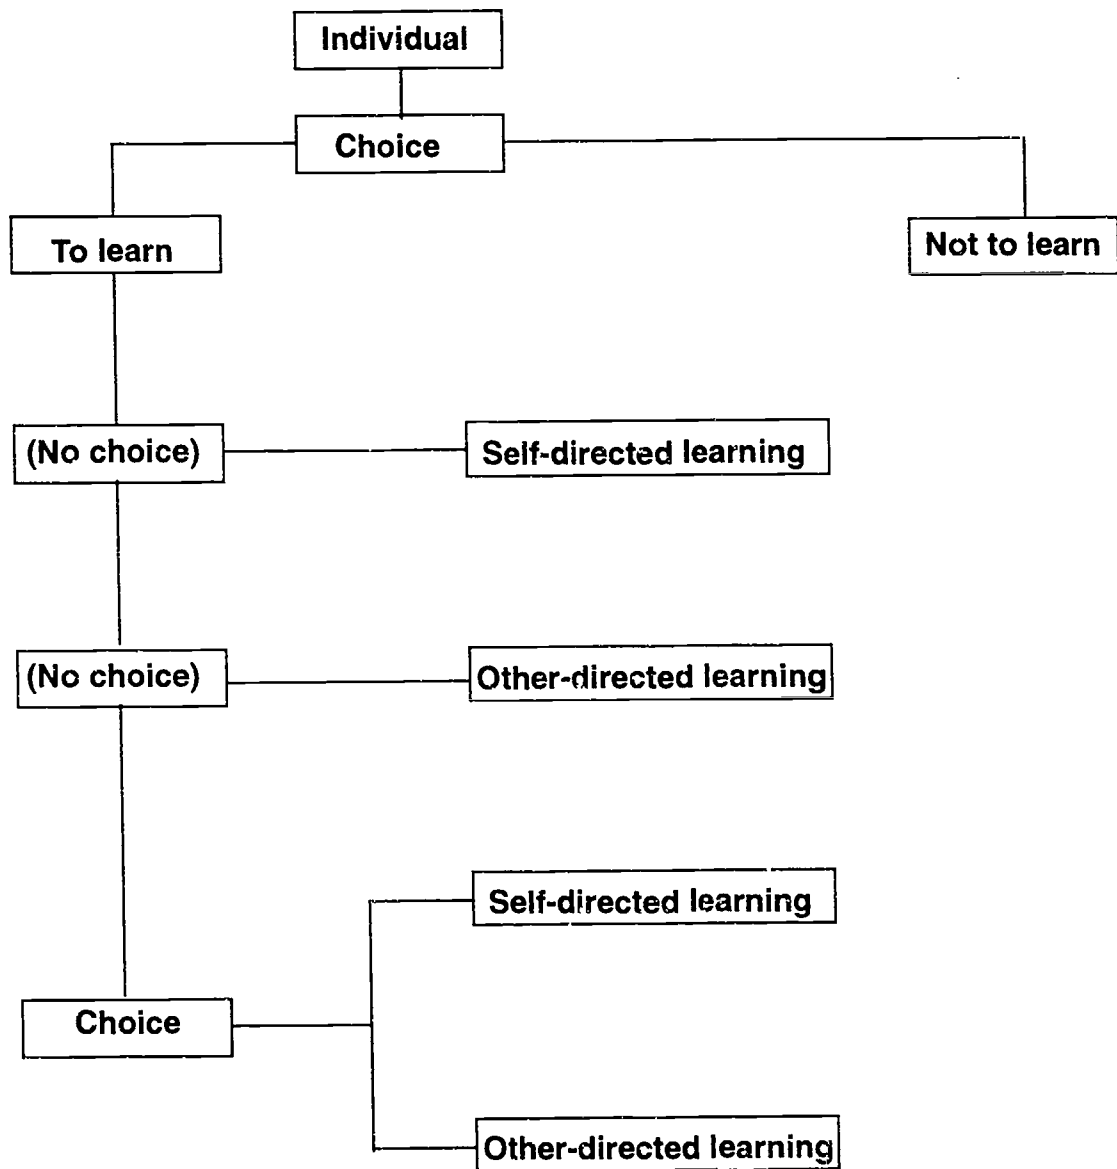 Individual
Choice
To learn
Not to learn
(No choice)
Self-directed learning
(No choice)
Other-directed learning
Self-directed learning
Choice
Other-directed learning